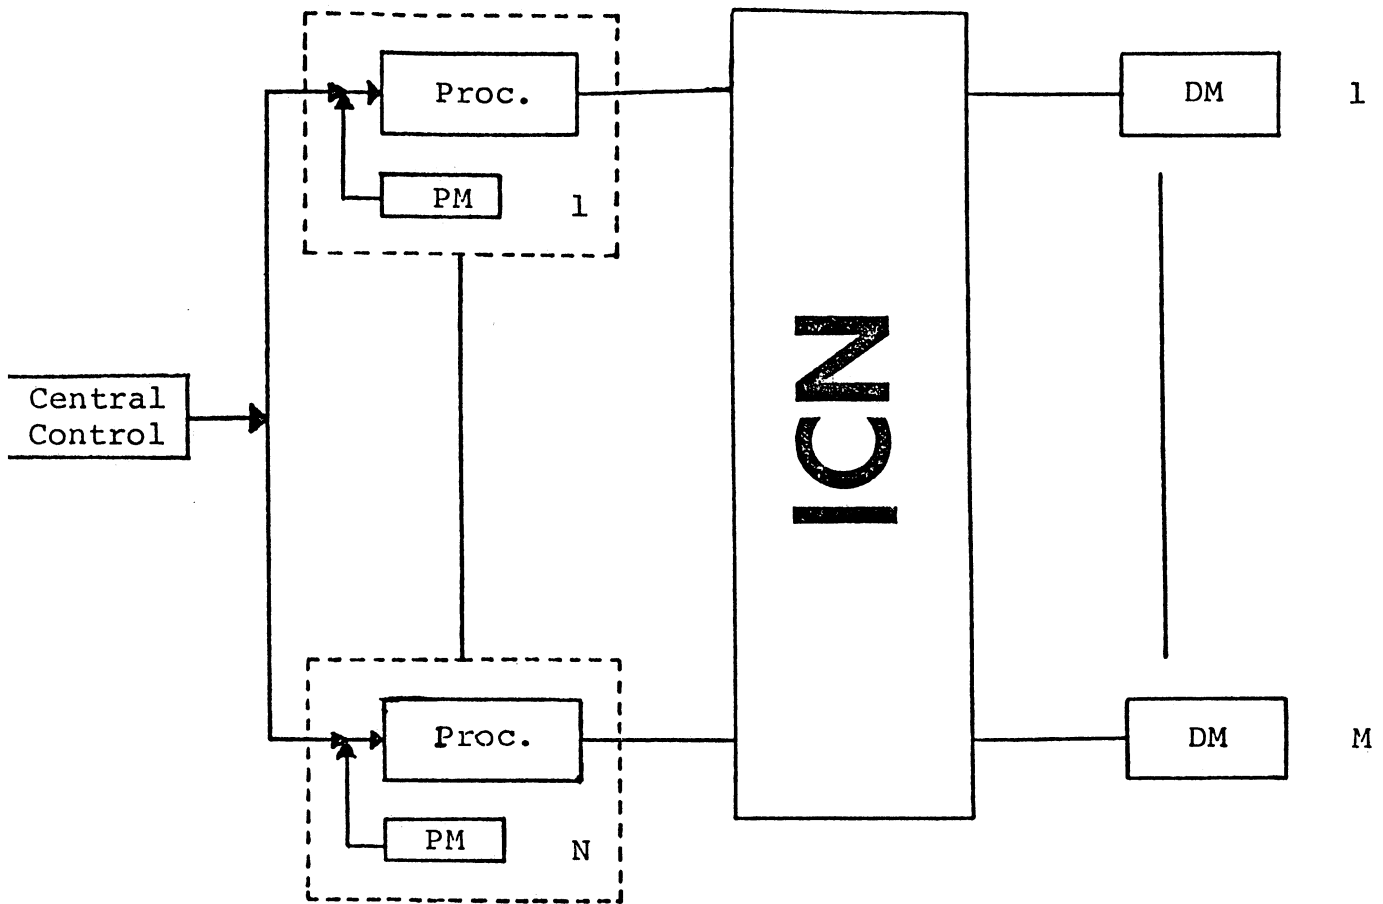 Proc.
DM
1
PM
1
ICN
Central
Control
Proc.
DM
M
PM
N